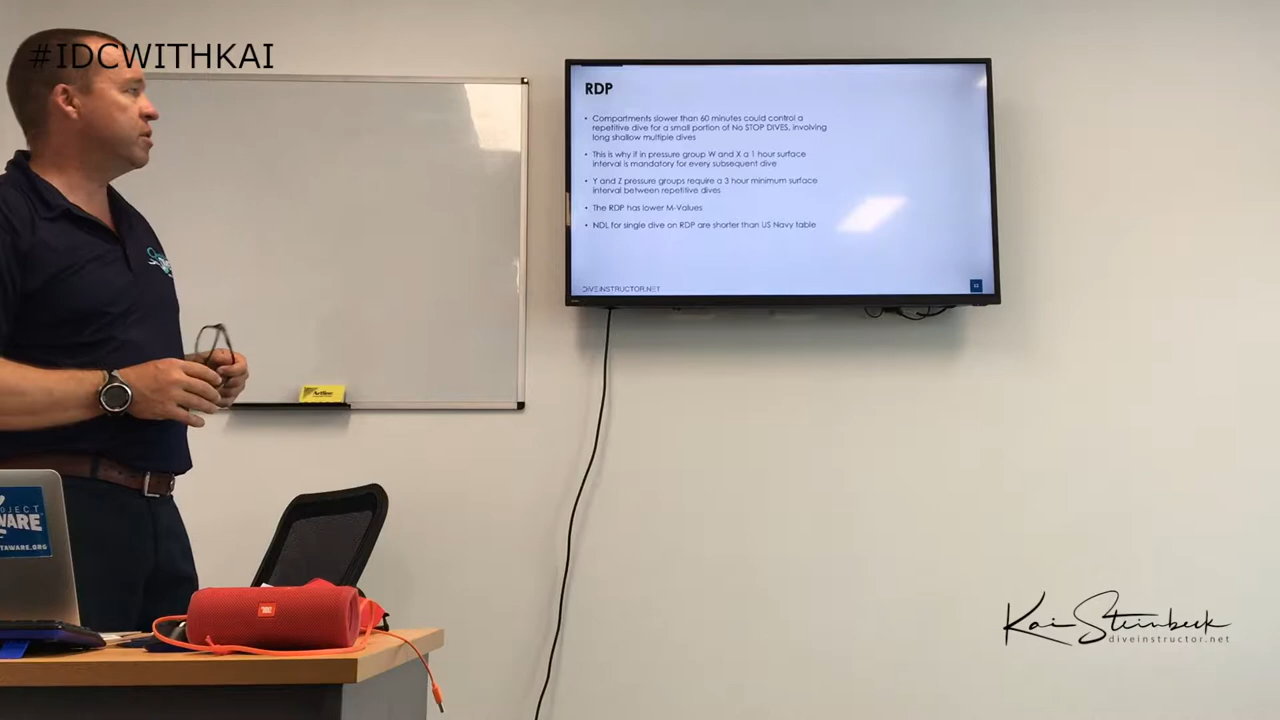 #IDCWITHKAI
RDP
• Compartments slower than 60 minutes could control a
repetitive dive for a small portion of No STOP DIVES, involving
long shallow multiple dives
• This is why if in pressure group W and X a 1 hour surface
interval is mandatory for every subsequent dive
• Y and Z pressure groups require a 3 hour minimum surface
interval between repetitive dives
• The RDP has lower M-Values
• NDL for single dive on RDP are shorter than US Navy table
DIVEINSTRUCTOR.NET
OJECT
WARE
TAWARE.ORG
JBL
Kai Steinbeck
diveinstructor.net